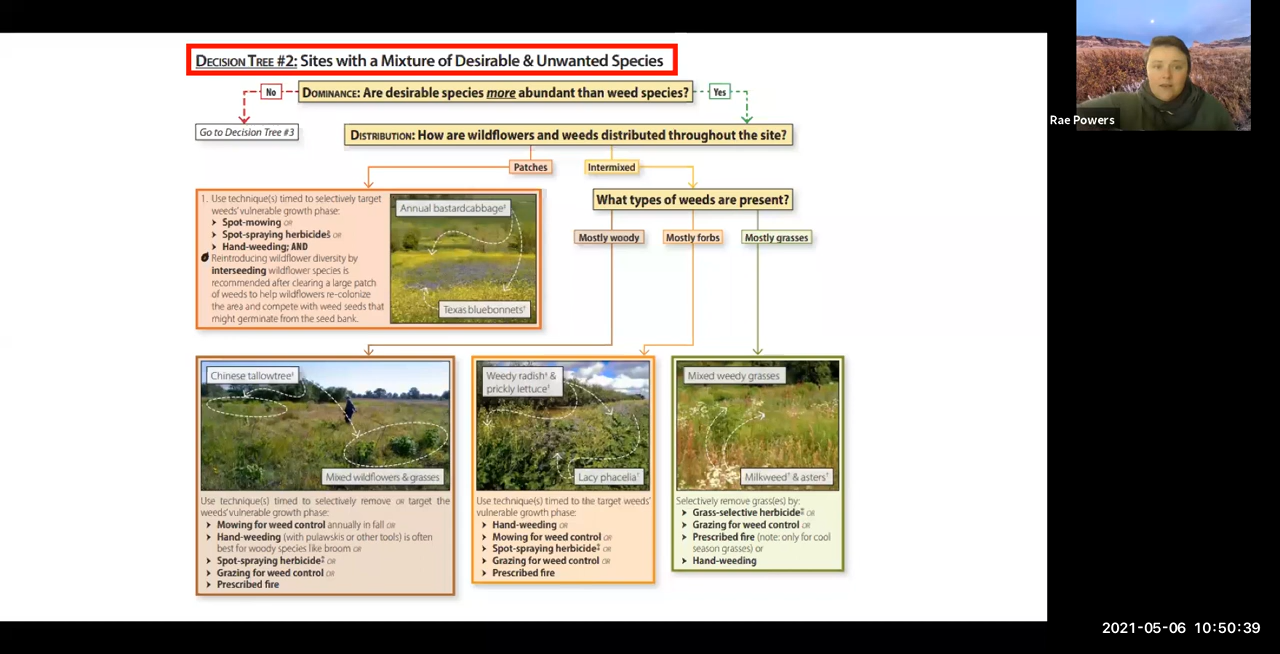 DECISION TREE #2: Sites with a Mixture of Desirable & Unwanted Species
No
DOMINANCE: Are desirable species more abundant than weed species?
Yes
Go to Decision Tree #3
DISTRIBUTION: How are wildflowers and weeds distributed throughout the site?
Rae Powers
Patches
Intermixed
1. Use technique(s) timed to selectively target
weeds' vulnerable growth phase:
Spot-mowing OR
Spot-spraying herbicide‡ OR
Hand-weeding; AND
Reintroducing wildflower diversity by
interseeding wildflower species is
recommended after clearing a large patch
of weeds to help wildflowers re-colonize
the area and compete with weed seeds that
might germinate from the seed bank.
Annual bastardcabbage†
Texas bluebonnets†
What types of weeds are present?
Mostly woody
Mostly forbs
Mostly grasses
Chinese tallowtree†
Mixed wildflowers & grasses
Use technique(s) timed to selectively remove OR target the
weeds' vulnerable growth phase:
Mowing for weed control annually in fall OR
Hand-weeding (with pulawskis or other tools) is often
best for woody species like broom OR
Spot-spraying herbicide‡ OR
Grazing for weed control OR
Prescribed fire
Weedy radish† &
prickly lettuce†
Lacy phacelia†
Use technique(s) timed to the target weeds'
vulnerable growth phase:
Hand-weeding OR
Mowing for weed control OR
Spot-spraying herbicide‡ OR
Grazing for weed control OR
Prescribed fire
Mixed weedy grasses
Milkweed† & asters†
Selectively remove grass(es) by:
Grass-selective herbicide‡ OR
Grazing for weed control OR
Prescribed fire (note: only for cool
season grasses) or
Hand-weeding
2021-05-06 10:50:39